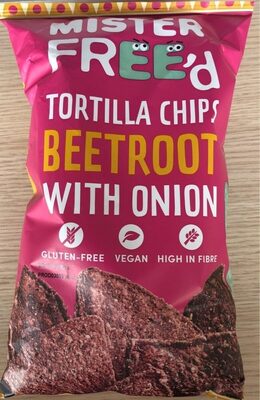 MISTER
FREE'd
TORTILLA CHIPS
BEETROOT
WITH ONION
GLUTEN-FREE VEGAN HIGH IN FIBRE